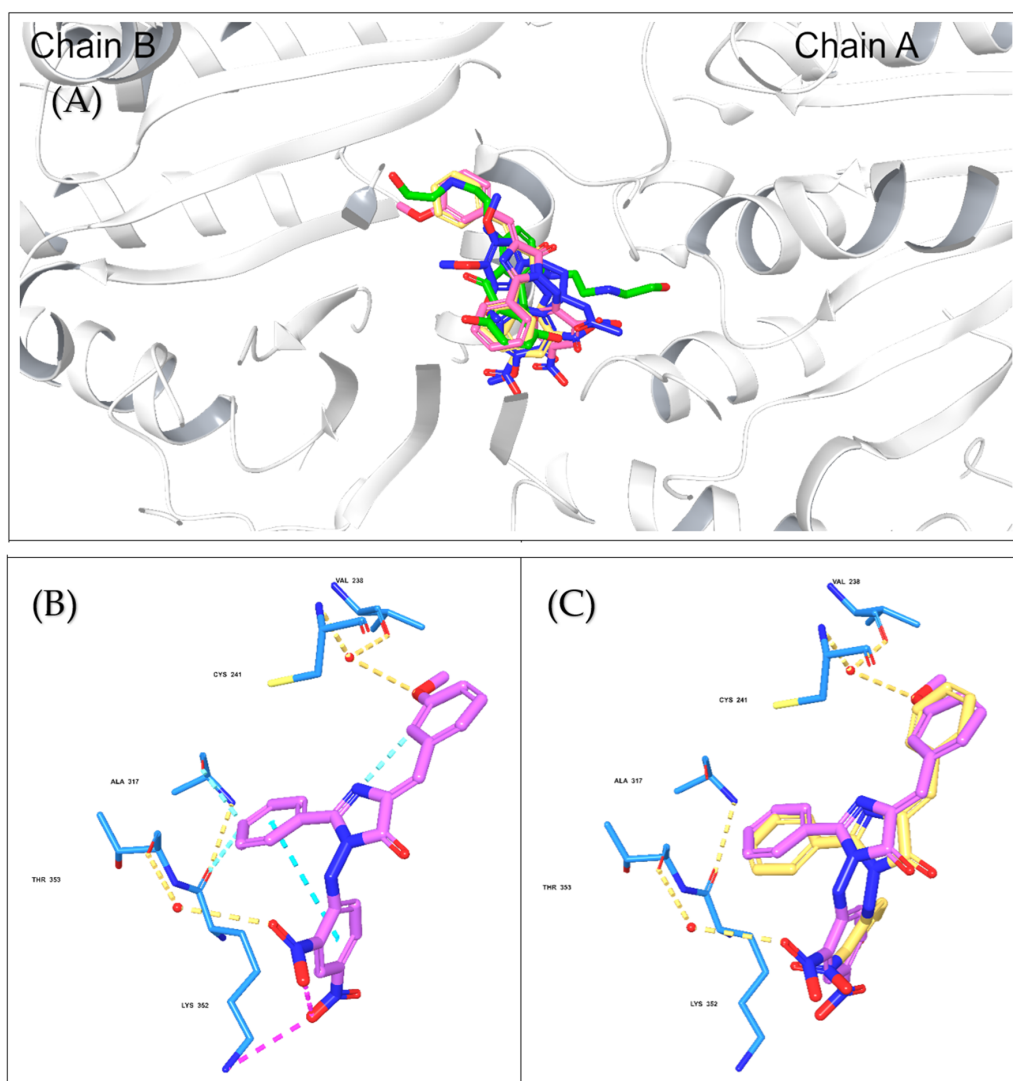 Chain B
Chain A
(A)
(B)
VAL 238
CYS 241
ALA 317
THR 353
LYS 352
(C)
VAL 238
CYS 241
ALA 317
THR 353
LYS 352